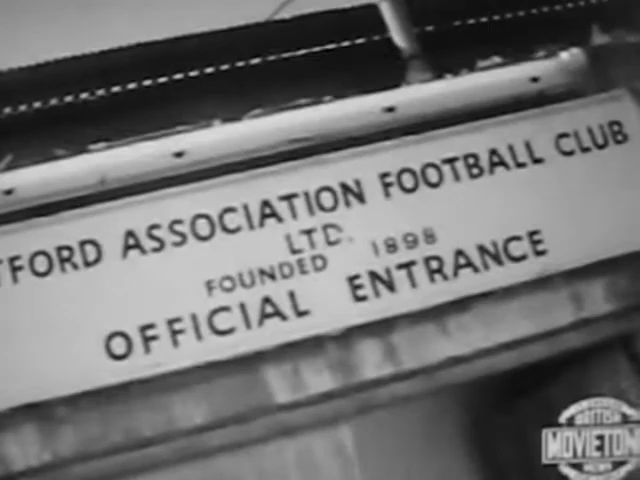 TFORD ASSOCIATION FOOTBALL CLUB
LTD.
FOUNDED 1898
OFFICIAL ENTRANCE
BRITISH
MOVIETON
NEWS